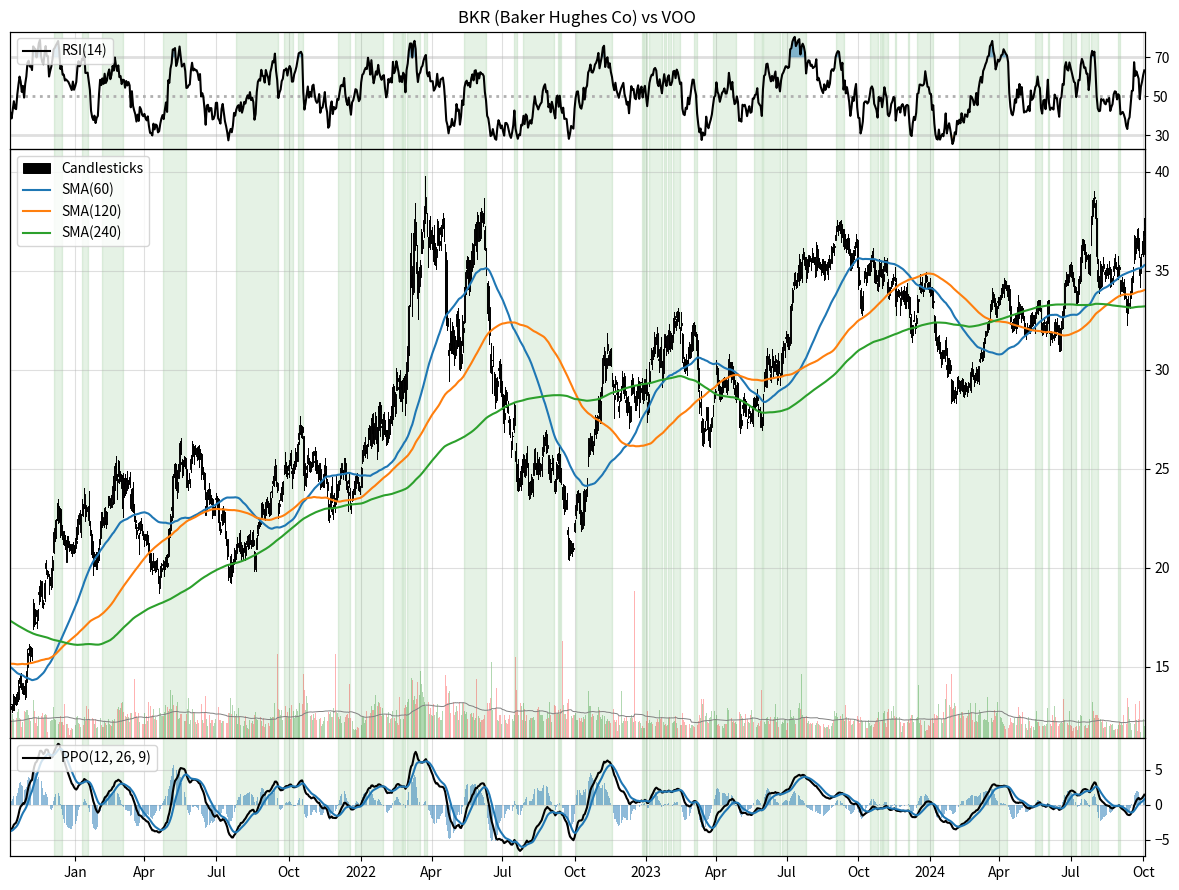 BKR (Baker Hughes Co) vs VOO
RSI(14)
70
50
30
Candlesticks
SMA(60)
SMA(120)
SMA(240)
40
35
30
25
20
15
PPO(12, 26, 9)
5
0
−5
Jan Apr Jul Oct 2022 Apr Jul Oct 2023 Apr Jul Oct 2024 Apr Jul Oct